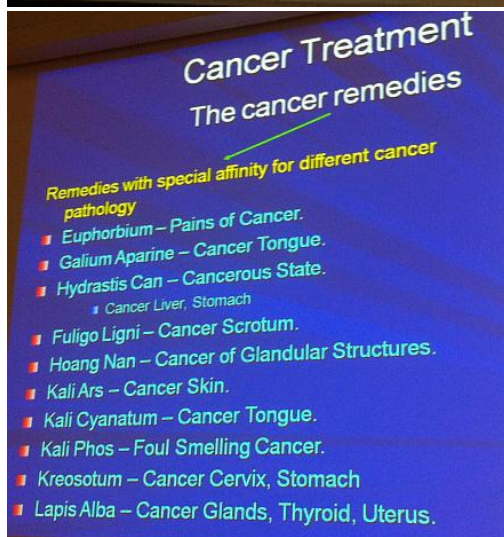 Cancer Treatment
The cancer remedies
Remedies with special affinity for different cancer
pathology
Euphorbium – Pains of Cancer.
Galium Aparine – Cancer Tongue.
Hydrastis Can – Cancerous State.
Cancer Liver, Stomach
Fuligo Ligni – Cancer Scrotum.
Hoang Nan – Cancer of Glandular Structures.
Kali Ars – Cancer Skin.
Kali Cyanatum – Cancer Tongue.
Kali Phos – Foul Smelling Cancer.
Kreosotum – Cancer Cervix, Stomach
Lapis Alba – Cancer Glands, Thyroid, Uterus.